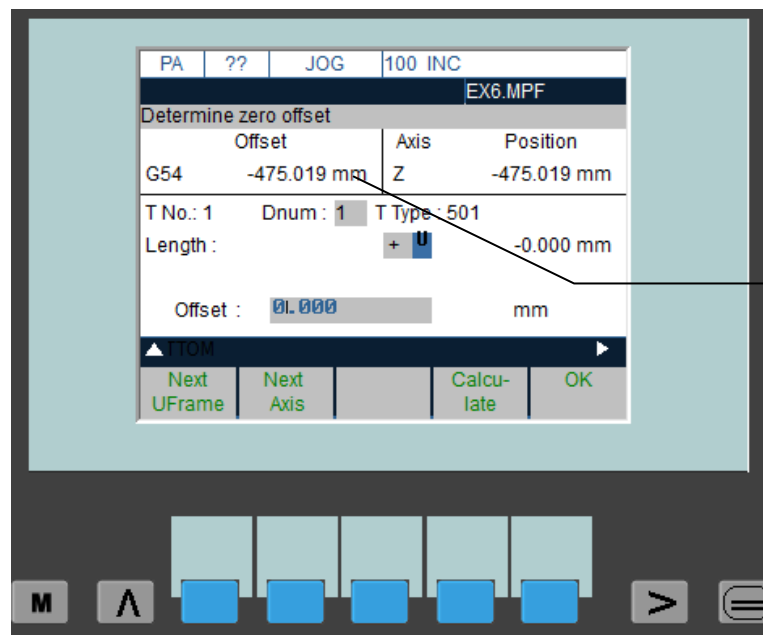 PA ?? JOG 100 INC
EX6.MPF
Determine zero offset
Offset Axis Position
G54 -475.019 mm Z -475.019 mm
T No.: 1 Dnum : 1 T Type : 501
Length : + U -0.000 mm
Offset : 0.000 mm
TTOM
Next UFrame Next Axis Calcu- late OK
M Λ >